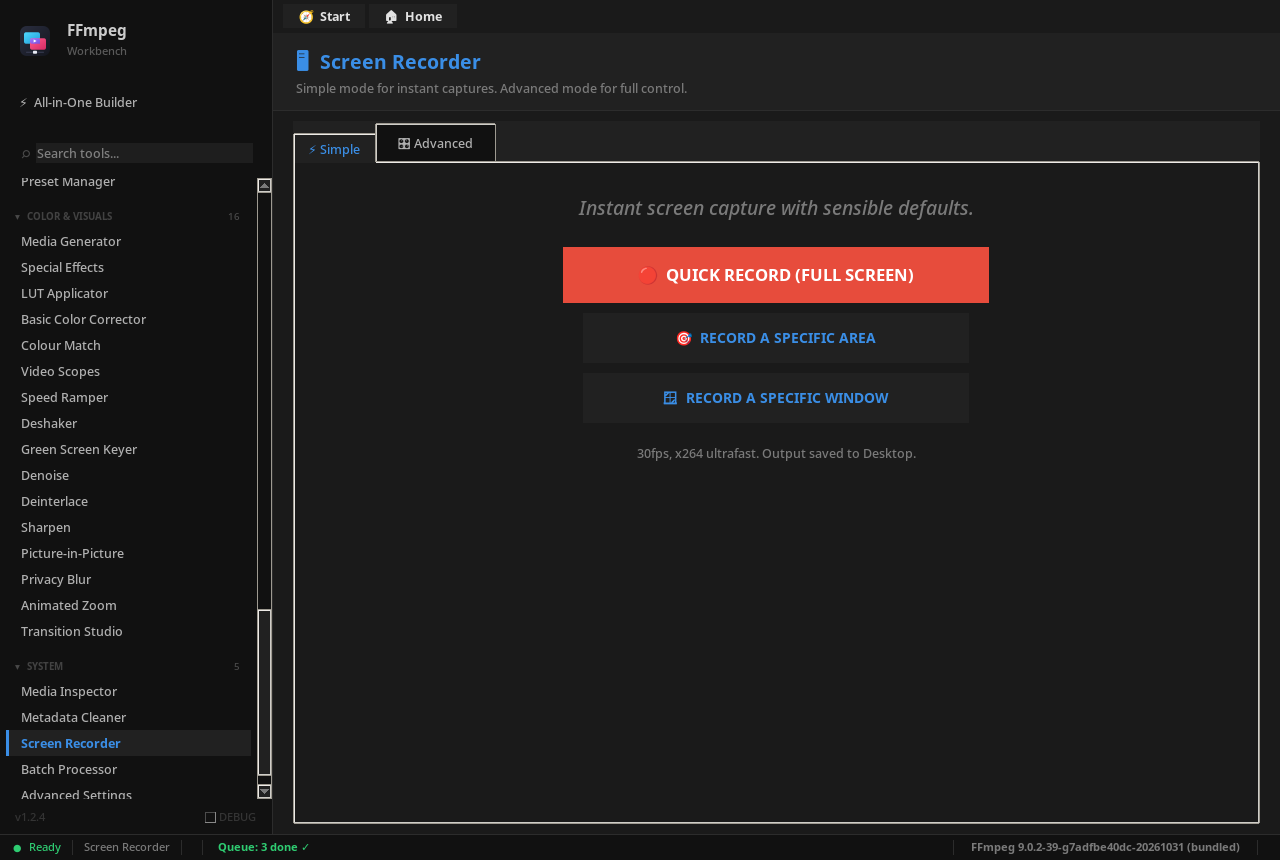 FFmpeg
Workbench
⚡ All-in-One Builder
Search tools...
Preset Manager
▾ COLOR & VISUALS 16
Media Generator
Special Effects
LUT Applicator
Basic Color Corrector
Colour Match
Video Scopes
Speed Ramper
Deshaker
Green Screen Keyer
Denoise
Deinterlace
Sharpen
Picture-in-Picture
Privacy Blur
Animated Zoom
Transition Studio
▾ SYSTEM 5
Media Inspector
Metadata Cleaner
Screen Recorder
Batch Processor
Advanced Settings
v1.2.4 DEBUG
Start Home
Screen Recorder
Simple mode for instant captures. Advanced mode for full control.
⚡ Simple Advanced
Instant screen capture with sensible defaults.
QUICK RECORD (FULL SCREEN)
RECORD A SPECIFIC AREA
RECORD A SPECIFIC WINDOW
30fps, x264 ultrafast. Output saved to Desktop.
● Ready Screen Recorder Queue: 3 done ✓ FFmpeg 9.0.2-39-g7adfbe40dc-20261031 (bundled)